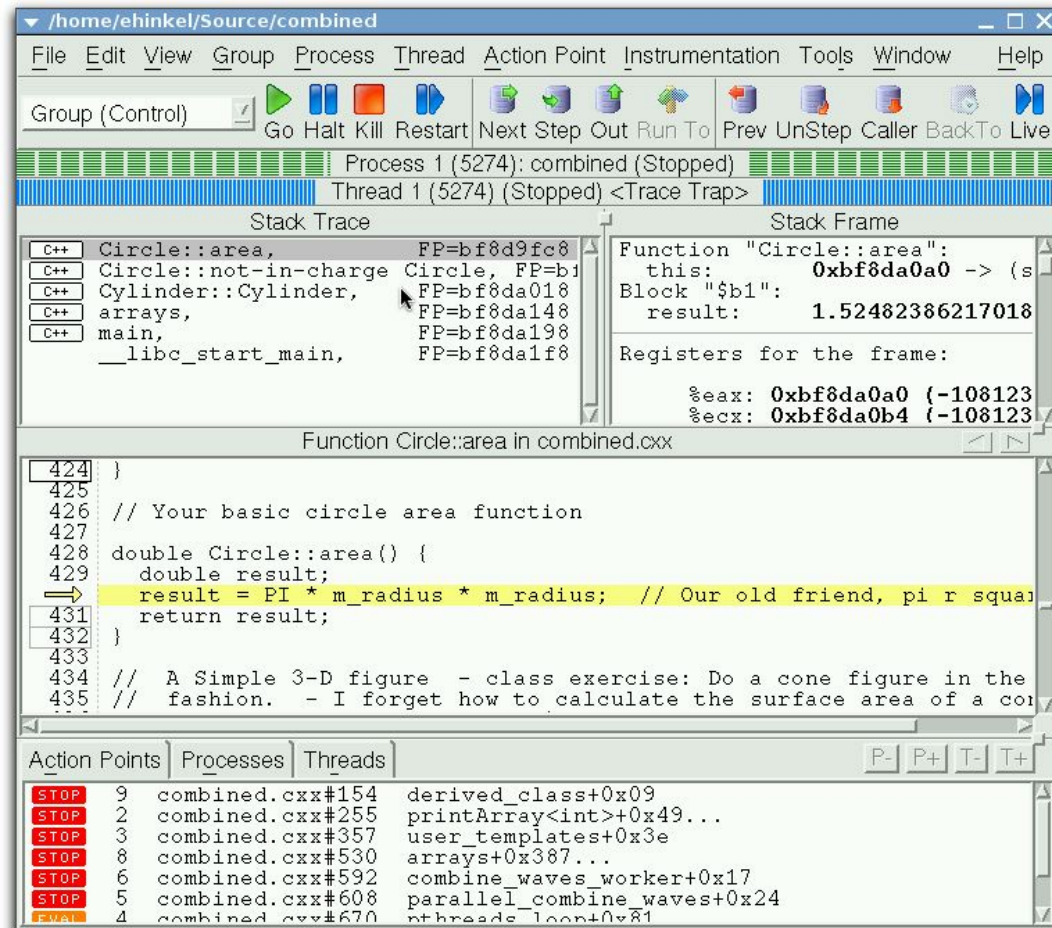 /home/ehinkel/Source/combined
File Edit View Group Process Thread Action Point Instrumentation Tools Window Help
Group (Control)
Go Halt Kill Restart Next Step Out Run To Prev UnStep Caller BackTo Live
Process 1 (5274): combined (Stopped)
Thread 1 (5274) (Stopped) <Trace Trap>
Stack Trace
C++ Circle::area, FP=bf8d9fc8
C++ Circle::not-in-charge Circle, FP=b
C++ Cylinder::Cylinder, FP=bf8da018
C++ arrays, FP=bf8da148
C++ main, FP=bf8da198
__libc_start_main, FP=bf8da1f8
Stack Frame
Function "Circle::area":
this: 0xbf8da0a0 -> (s
Block "$b1":
result: 1.52482386217018
Registers for the frame:
%eax: 0xbf8da0a0 (-108123
%ecx: 0xbf8da0b4 (-108123
Function Circle::area in combined.cxx
424 }
425
426 // Your basic circle area function
427
428 double Circle::area() {
429 double result;
result = PI * m_radius * m_radius; // Our old friend, pi r squa
431 return result;
432 }
433
434 // A Simple 3-D figure - class exercise: Do a cone figure in the
435 // fashion. - I forget how to calculate the surface area of a co
Action Points Processes Threads P- P+ T- T+
STOP 9 combined.cxx#154 derived_class+0x09
STOP 2 combined.cxx#255 printArray<int>+0x49...
STOP 3 combined.cxx#357 user_templates+0x3e
STOP 8 combined.cxx#530 arrays+0x387...
STOP 6 combined.cxx#592 combine_waves_worker+0x17
STOP 5 combined.cxx#608 parallel_combine_waves+0x24
EVAL 4 combined.cxx#670 pthreads_loop+0x81